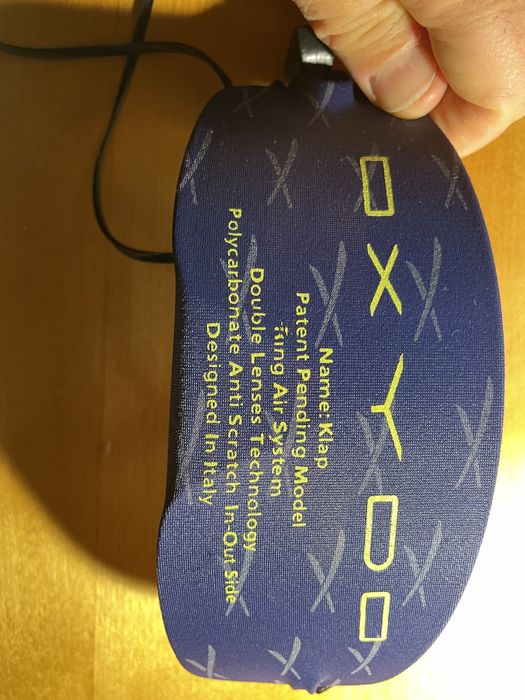 OXYDO
Name: Klap
Patent Pending Model
Air System
Double Lenses Technology
Polycarbonate Anti Scratch In-Out Side
Designed In Italy